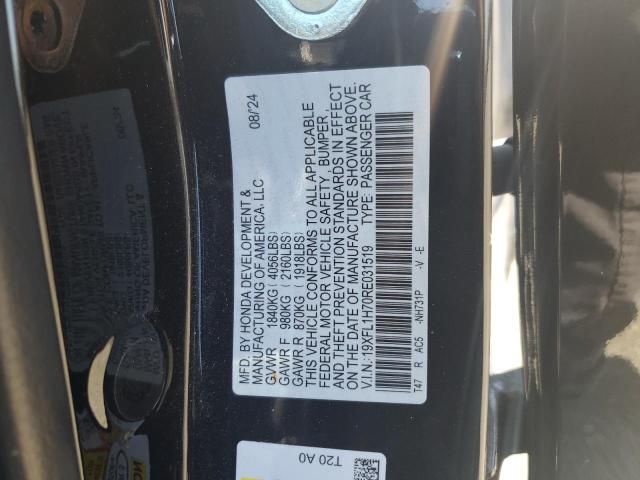 MFD. BY HONDA DEVELOPMENT &
MANUFACTURING OF AMERICA, LLC
08/24
GVWR 1840KG (4066LBS)
GAWR F 980KG (2160LBS)
GAWR R 870KG (1918LBS)
THIS VEHICLE CONFORMS TO ALL APPLICABLE
FEDERAL MOTOR VEHICLE SAFETY, BUMPER,
AND THEFT PREVENTION STANDARDS IN EFFECT
ON THE DATE OF MANUFACTURE SHOWN ABOVE.
V.I.N.: 19XFL1H70RE031519 TYPE: PASSENGER CAR
T47 R AC5 -NH731P -V -E
T20 A0